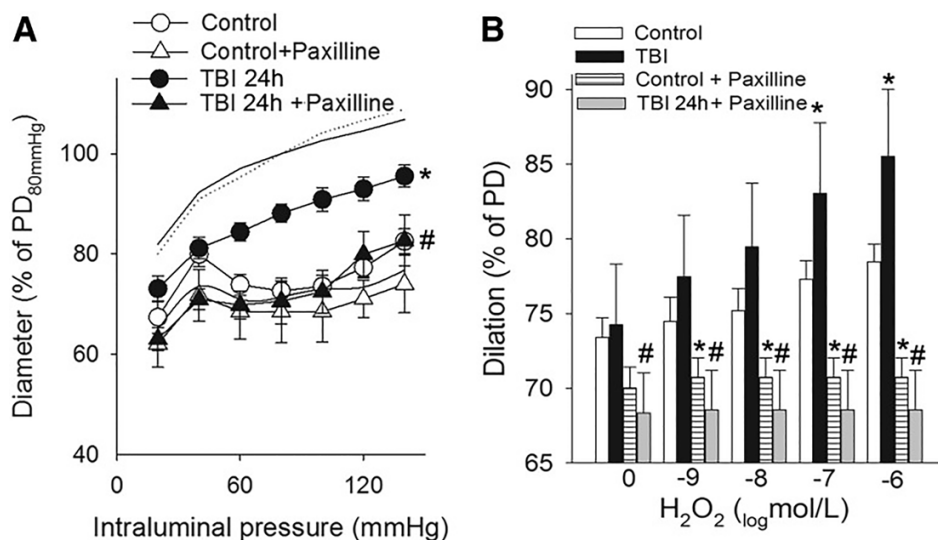 A
Control
Control+Paxilline
TBI 24h
TBI 24h +Paxilline
Diameter (% of PD80mmHg)
100
80
60
40
*
#
0
60
120
Intraluminal pressure (mmHg)
B
Control
TBI
Control + Paxilline
TBI 24h+ Paxilline
Dilation (% of PD)
90
85
80
75
70
65
* *
# *# *# *# *#
0 -9 -8 -7 -6
H2O2 (logmol/L)